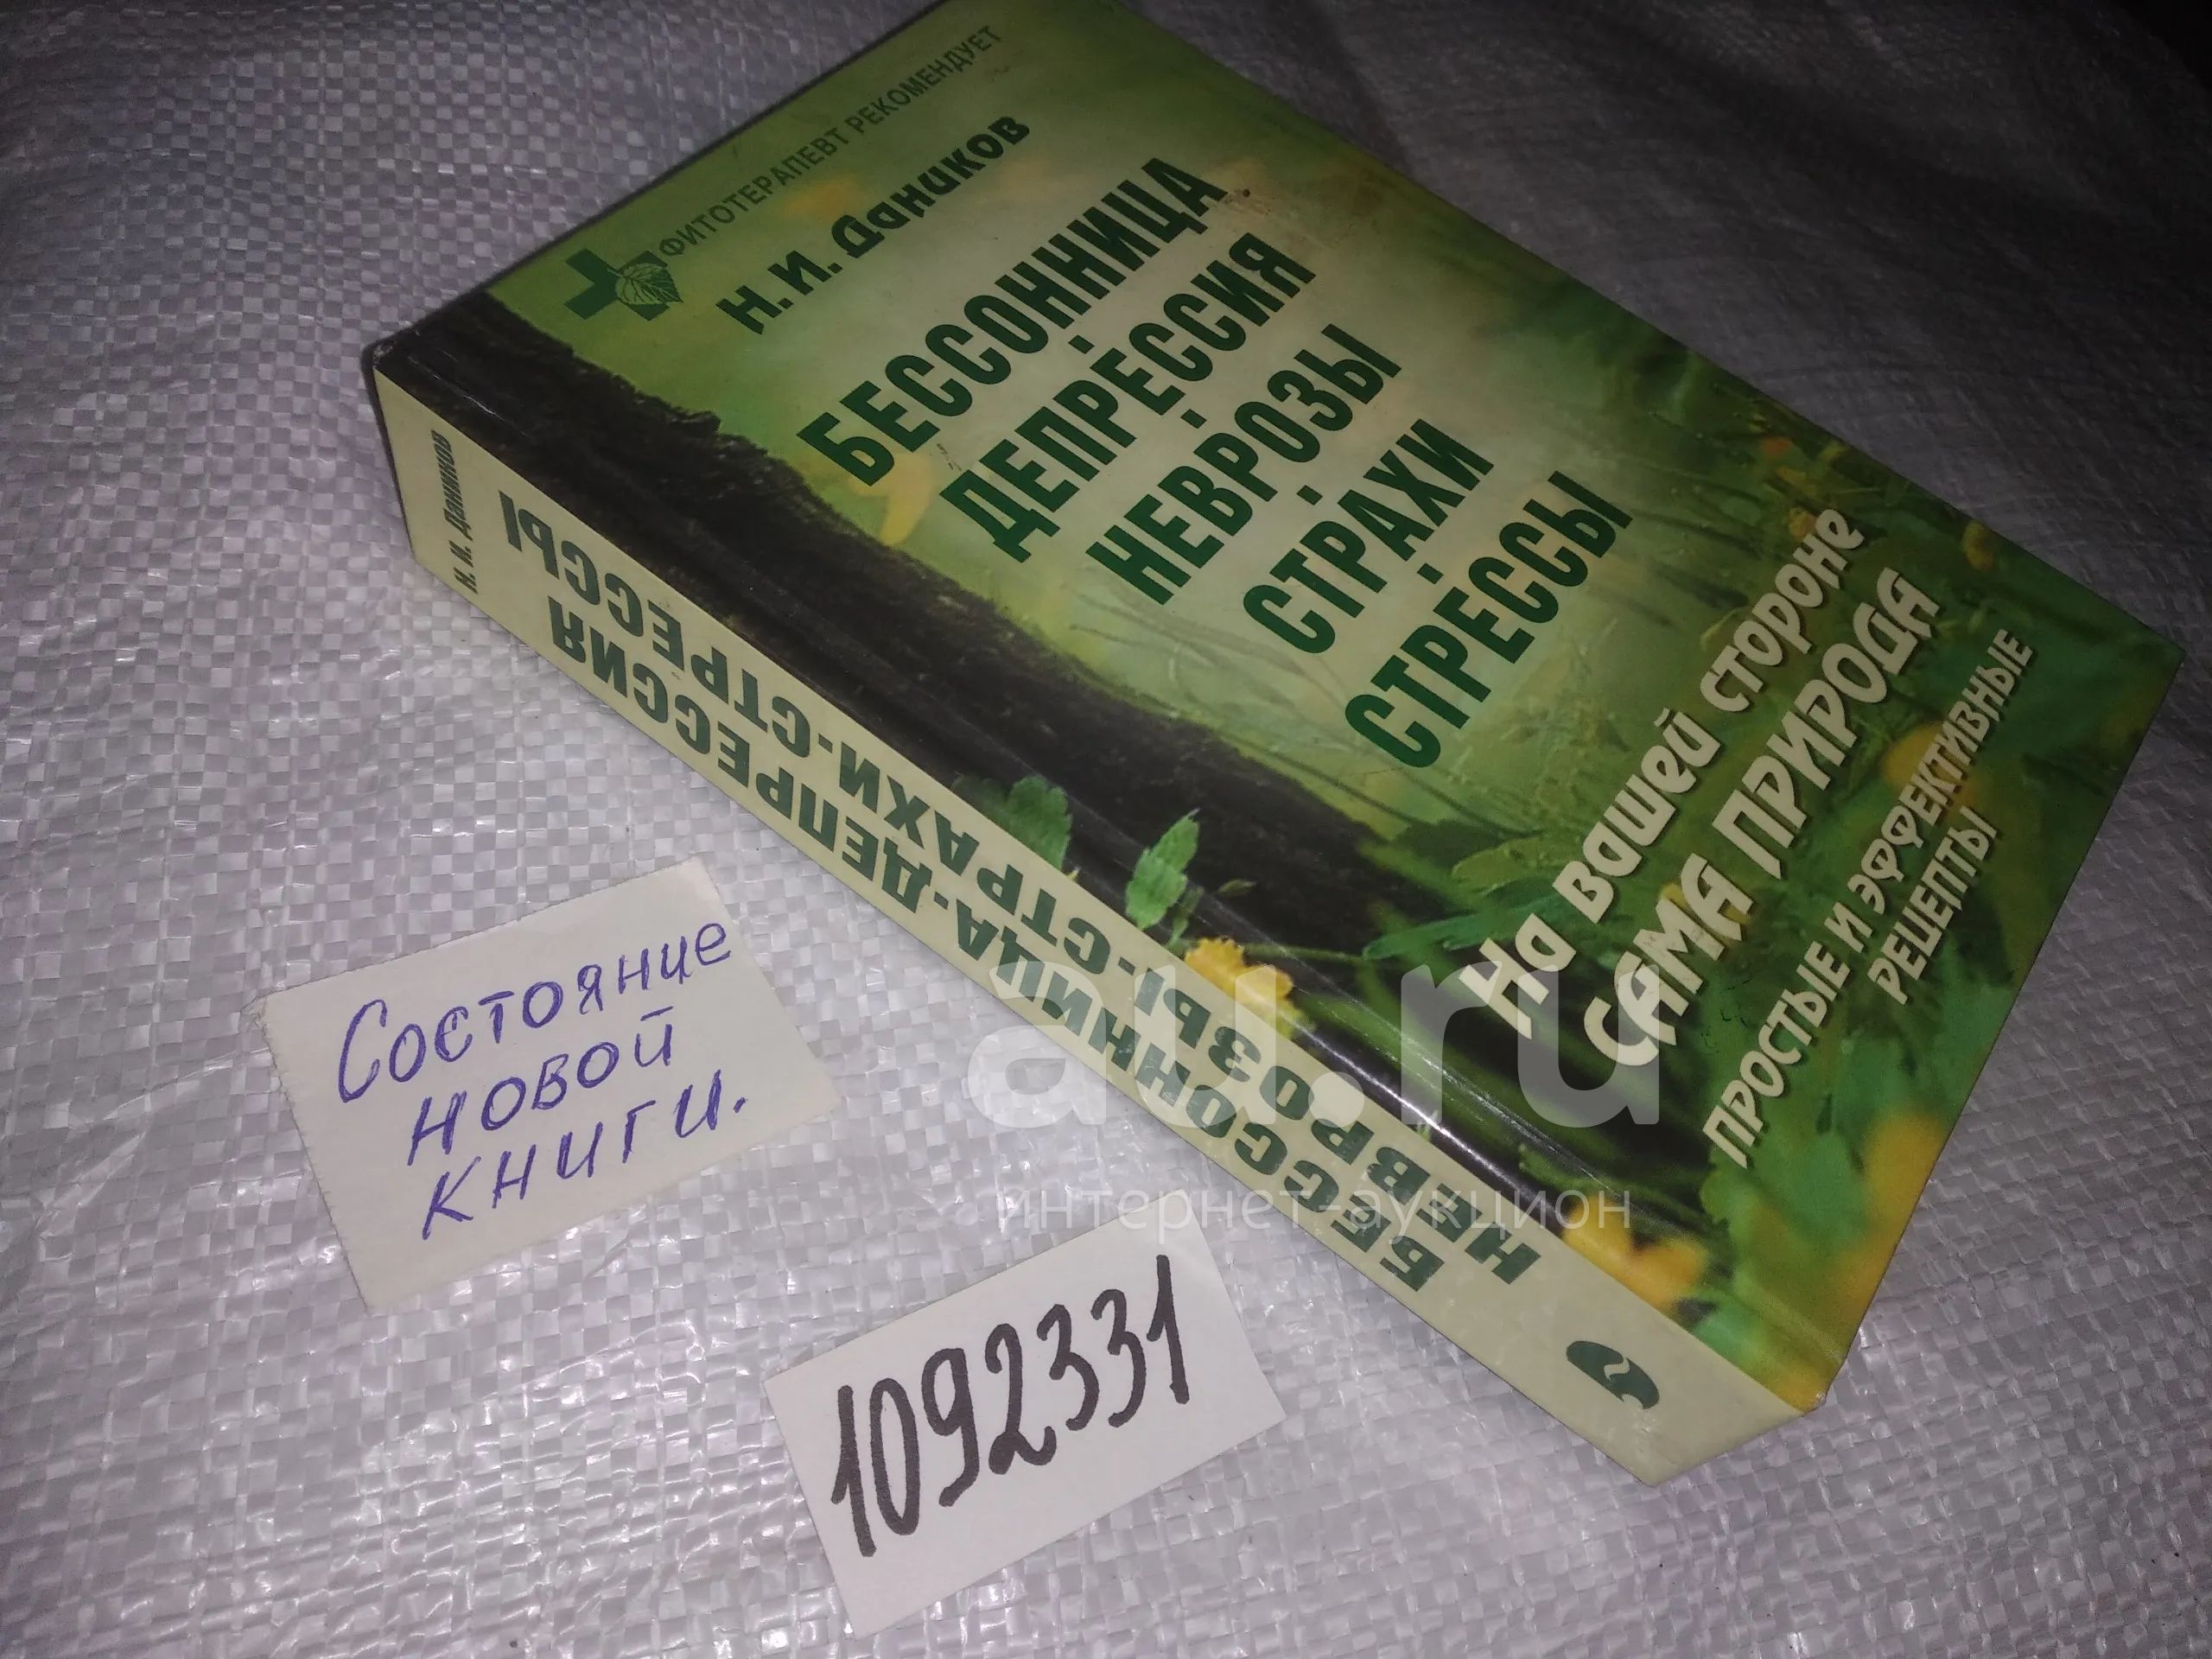 ФИТОТЕРАПЕВТ РЕКОМЕНДУЕТ
Н. И. Даников
БЕССОННИЦА
ДЕПРЕССИЯ
НЕВРОЗЫ
СТРАХИ
СТРЕССЫ
На вашей стороне
САМА ПРИРОДА
ПРОСТЫЕ И ЭФФЕКТИВНЫЕ
РЕЦЕПТЫ
Н. И. Даников
БЕССОННИЦА·ДЕПРЕССИЯ
НЕВРОЗЫ·СТРАХИ·СТРЕССЫ
Состояние
новой
книги.
1092331
au.ru
интернет-аукцион